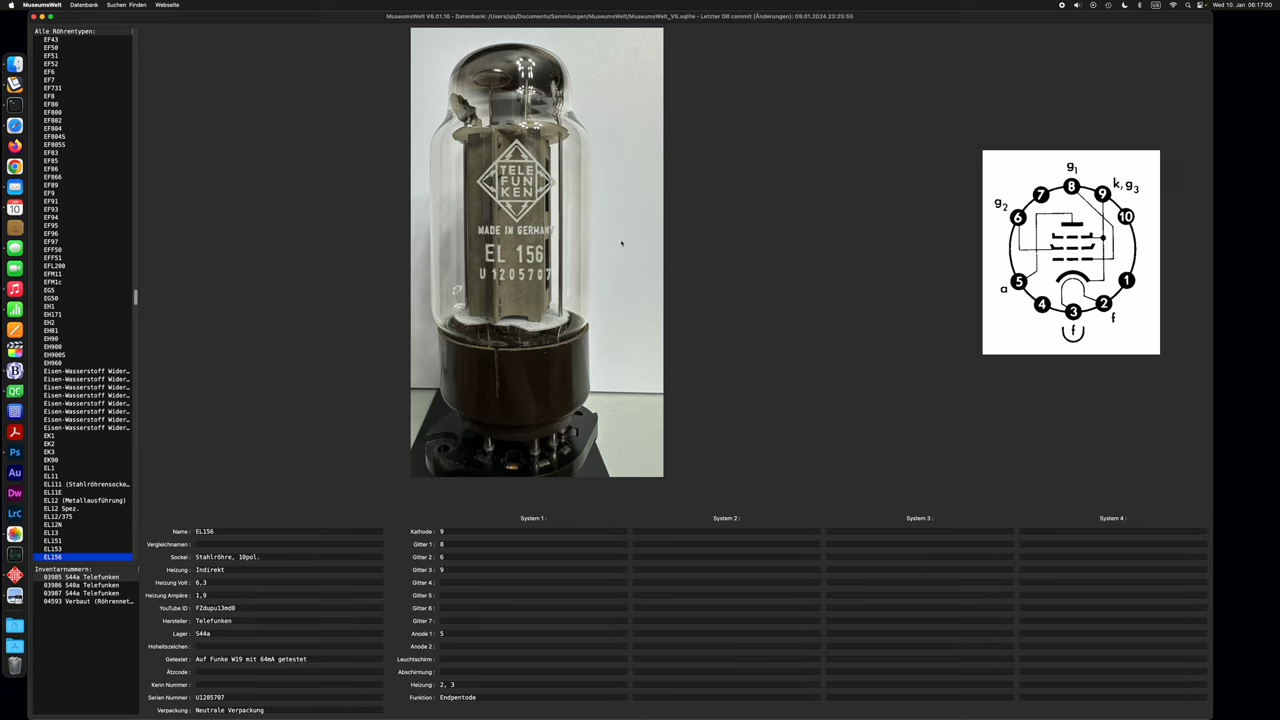 MuseumsWelt Datenbank Suchen Finden Webseite
US
Wed 10. Jan 06:17:00
MuseumsWelt V6.01.16 - Datenbank: /Users/sjs/Documents/Sammlungen/MuseumsWelt/MuseumsWelt_V6.sqlite - Letzter DB commit (Änderungen): 09.01.2024 23:25:55
Alle Röhrentypen:
EF43
EF50
EF51
EF52
EF6
EF7
EF731
EF8
EF80
EF800
EF802
EF804
EF804S
EF805S
EF83
EF85
EF86
EF866
EF89
EF9
EF91
EF93
EF94
EF95
EF96
EF97
EFF50
EFF51
EFL200
EFM11
EFM1c
EG5
EG50
EH1
EH171
EH2
EH81
EH90
EH900
EH900S
EH960
Eisen-Wasserstoff Wider…
Eisen-Wasserstoff Wider…
Eisen-Wasserstoff Wider…
Eisen-Wasserstoff Wider…
Eisen-Wasserstoff Wider…
Eisen-Wasserstoff Wider…
Eisen-Wasserstoff Wider…
Eisen-Wasserstoff Wider…
EK1
EK2
EK3
EK90
EL1
EL11
EL111 (Stahlröhrensocke…
EL11E
EL12 (Metallausführung)
EL12 Spez.
EL12/375
EL12N
EL13
EL151
EL153
EL156
Inventarnummern:
03985 S44a Telefunken
03986 S40a Telefunken
03987 S44a Telefunken
04593 Verbaut (Röhrennet…
10
QC
Ps
Au
Dw
LrC
TELE
FUN
KEN
MADE IN GERMANY
EL 156
U 1205707
g1
8
k, g3
7
9
g2
6
10
a
5
1
4
3
2
f
f
System 1 :
System 2 :
System 3 :
System 4 :
Name : EL156
Vergleichnamen :
Sockel : Stahlröhre, 10pol.
Heizung : Indirekt
Heizung Volt : 6,3
Heizung Ampère : 1,9
YouTube ID : FZdupu13md0
Hersteller : Telefunken
Lager : S44a
Hoheitszeichen :
Getestet : Auf Funke W19 mit 64mA getestet
Ätzcode :
Kenn Nummer :
Serien Nummer : U1205707
Verpackung : Neutrale Verpackung
Kathode : 9
Gitter 1 : 8
Gitter 2 : 6
Gitter 3 : 9
Gitter 4 :
Gitter 5 :
Gitter 6 :
Gitter 7 :
Anode 1 : 5
Anode 2 :
Leuchtschirm :
Abschirmung :
Heizung : 2, 3
Funktion : Endpentode